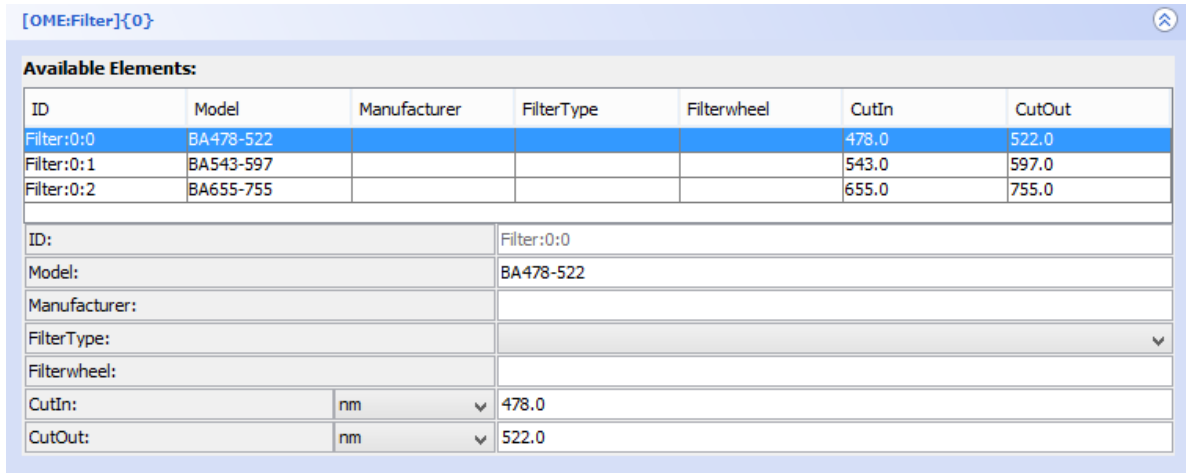 [OME:Filter]{0}
Available Elements:
ID Model Manufacturer FilterType Filterwheel CutIn CutOut
Filter:0:0 BA478-522 478.0 522.0
Filter:0:1 BA543-597 543.0 597.0
Filter:0:2 BA655-755 655.0 755.0
ID: Filter:0:0
Model: BA478-522
Manufacturer:
FilterType:
Filterwheel:
CutIn: nm 478.0
CutOut: nm 522.0